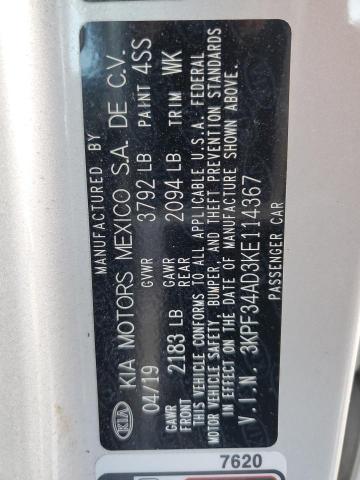 MANUFACTURED BY
KIA KIA MOTORS MEXICO S.A. DE C.V.
04/19 GVWR 3792 LB PAINT 4SS
GAWR FRONT 2183 LB GAWR REAR 2094 LB TRIM WK
THIS VEHICLE CONFORMS TO ALL APPLICABLE U.S.A. FEDERAL
MOTOR VEHICLE SAFETY, BUMPER, AND THEFT PREVENTION STANDARDS
IN EFFECT ON THE DATE OF MANUFACTURE SHOWN ABOVE.
V.I.N. 3KPF34AD3KE114367
PASSENGER CAR
7620